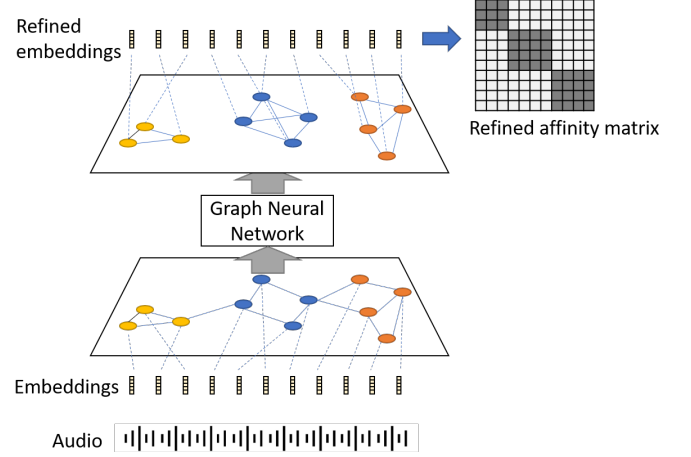 Refined
embeddings
Refined affinity matrix
Graph Neural
Network
Embeddings
Audio